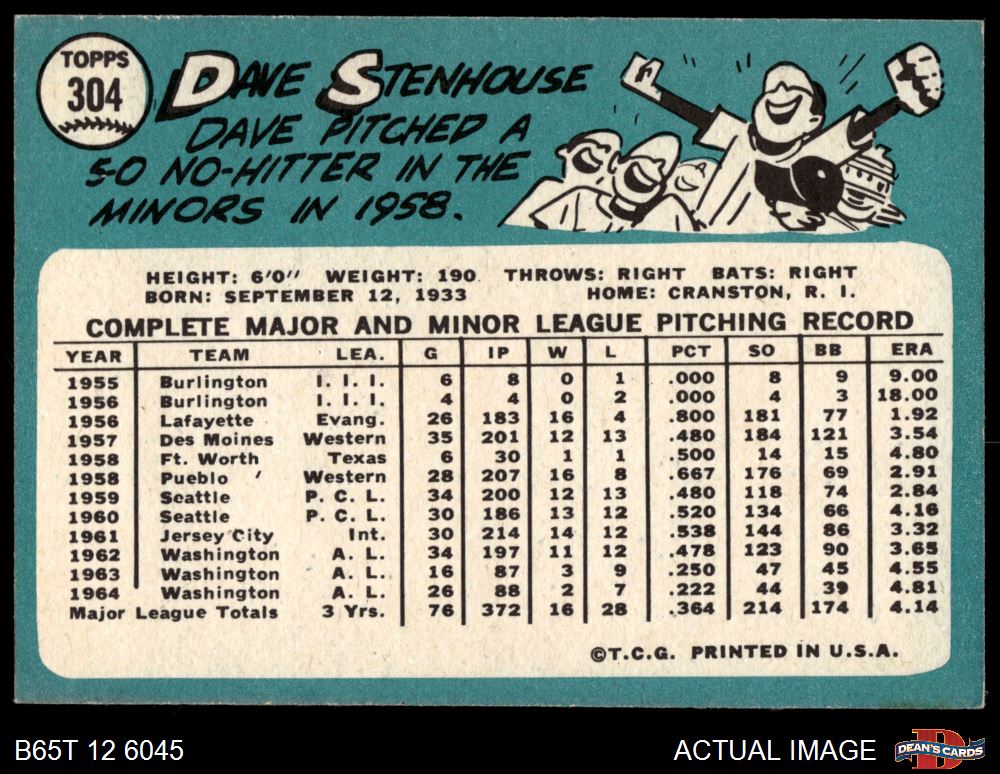 TOPPS
304
DAVE STENHOUSE
DAVE PITCHED A
5-0 NO-HITTER IN THE
MINORS IN 1958.
HEIGHT: 6'0" WEIGHT: 190 THROWS: RIGHT BATS: RIGHT
BORN: SEPTEMBER 12, 1933 HOME: CRANSTON, R. I.
COMPLETE MAJOR AND MINOR LEAGUE PITCHING RECORD
YEAR TEAM LEA. G IP W L PCT SO BB ERA
1955 Burlington I. I. I. 6 8 0 1 .000 8 9 9.00
1956 Burlington I. I. I. 4 4 0 2 .000 4 3 18.00
1956 Lafayette Evang. 26 183 16 4 .800 181 77 1.92
1957 Des Moines Western 35 201 12 13 .480 184 121 3.54
1958 Ft. Worth Texas 6 30 1 1 .500 14 15 4.80
1958 Pueblo Western 28 207 16 8 .667 176 69 2.91
1959 Seattle P. C. L. 34 200 12 13 .480 118 74 2.84
1960 Seattle P. C. L. 30 186 13 12 .520 134 66 4.16
1961 Jersey City Int. 30 214 14 12 .538 144 86 3.32
1962 Washington A. L. 34 197 11 12 .478 123 90 3.65
1963 Washington A. L. 16 87 3 9 .250 47 45 4.55
1964 Washington A. L. 26 88 2 7 .222 44 39 4.81
Major League Totals 3 Yrs. 76 372 16 28 .364 214 174 4.14
©T.C.G. PRINTED IN U.S.A.
B65T 12 6045 ACTUAL IMAGE D DEAN'S CARDS